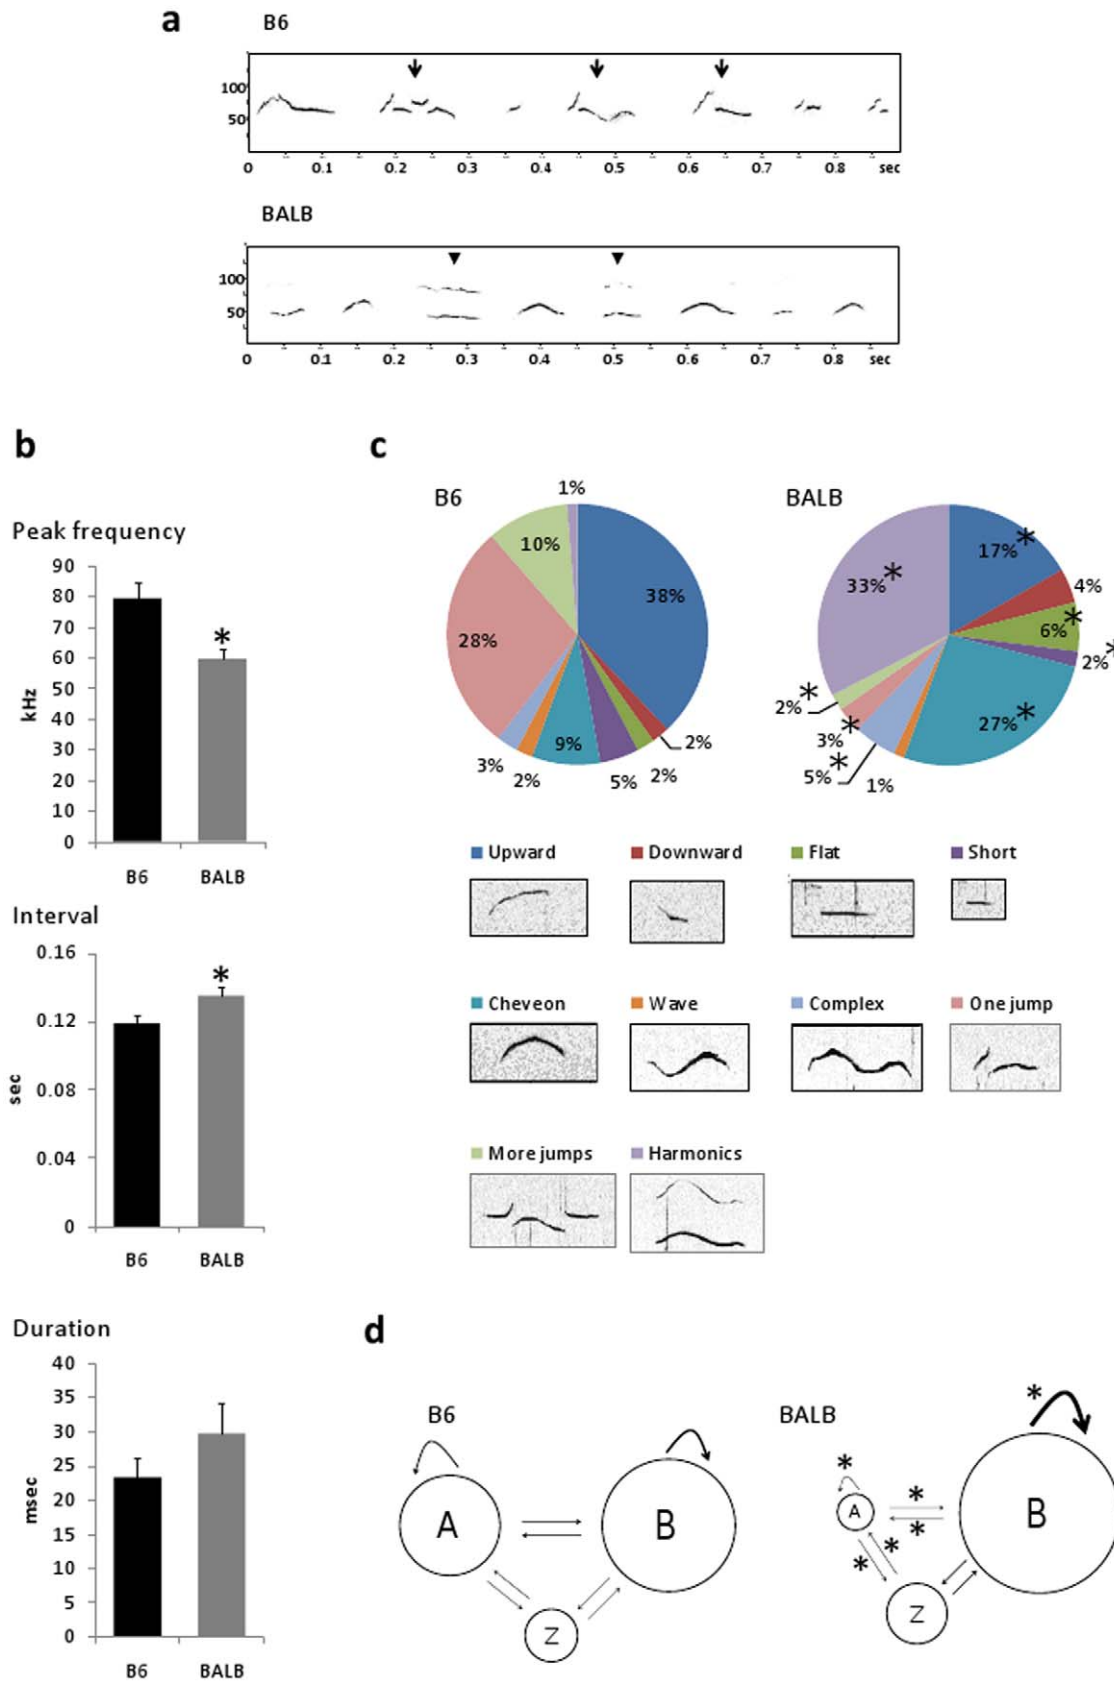 a
B6
100
50
0 0.1 0.2 0.3 0.4 0.5 0.6 0.7 0.8 sec
BALB
100
50
0 0.1 0.2 0.3 0.4 0.5 0.6 0.7 0.8 sec
b
Peak frequency
90
80
70
60
50
40
30
20
10
0
kHz
*
B6 BALB
Interval
0.16
0.12
0.08
0.04
0
sec
*
B6 BALB
Duration
40
35
30
25
20
15
10
5
0
msec
B6 BALB
c
B6
1%
10%
38%
28%
2%
9%
3%
2%
5%
2%
BALB
17%*
33%*
4%
6%*
2%*
2%*
27%*
3%*
5%*
1%
Upward Downward Flat Short
Cheveon Wave Complex One jump
More jumps Harmonics
d
B6
A
B
Z
BALB
*
*
A
*
*
B
*
*
Z